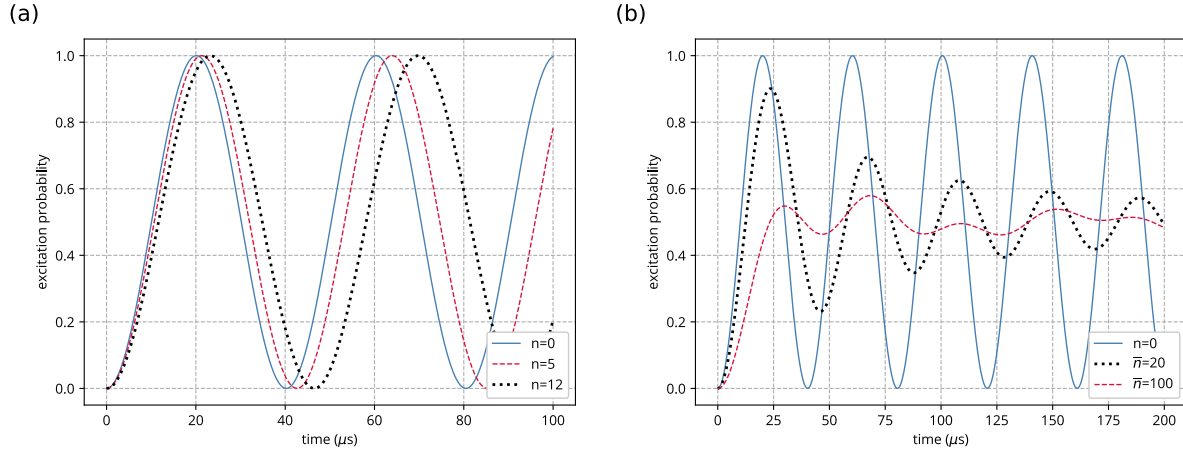 (a)
1.0
0.8
0.6
0.4
0.2
0.0
excitation probability
0 20 40 60 80 100
time (μs)
n=0
n=5
n=12
(b)
1.0
0.8
0.6
0.4
0.2
0.0
excitation probability
0 25 50 75 100 125 150 175 200
time (μs)
n=0
n̅=20
n̅=100